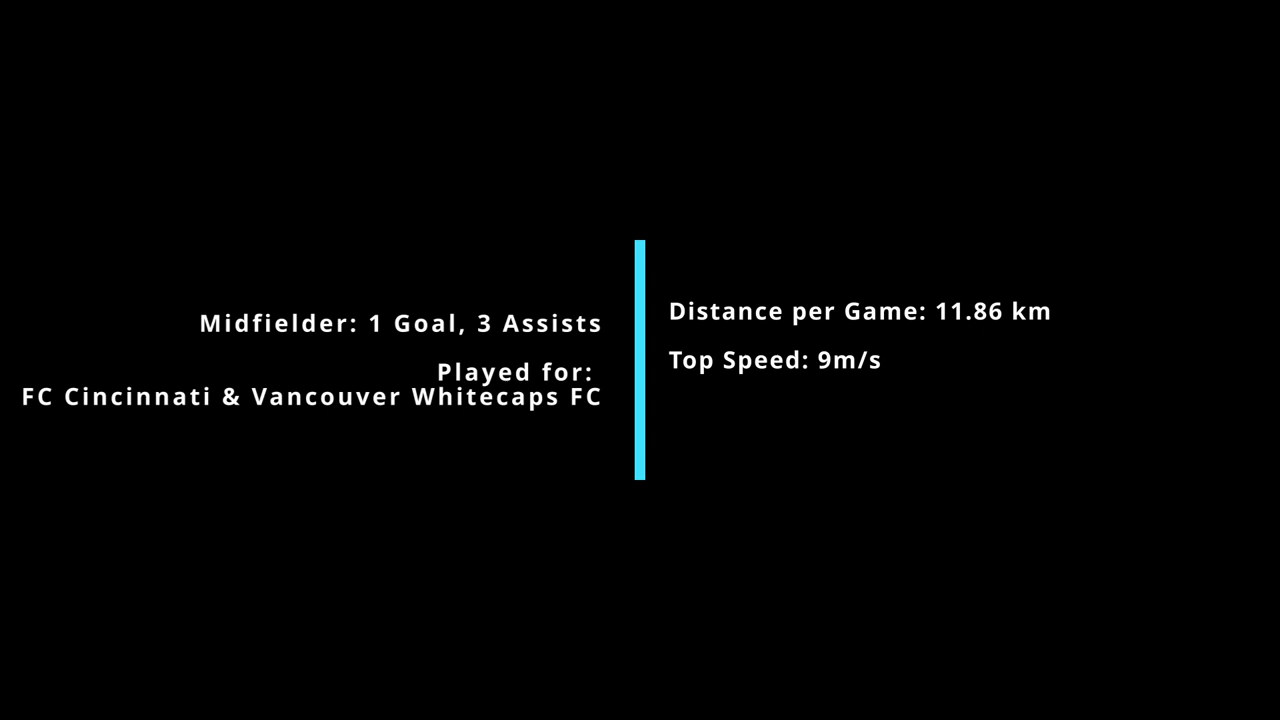 Midfielder: 1 Goal, 3 Assists
Played for:
FC Cincinnati & Vancouver Whitecaps FC
Distance per Game: 11.86 km
Top Speed: 9m/s